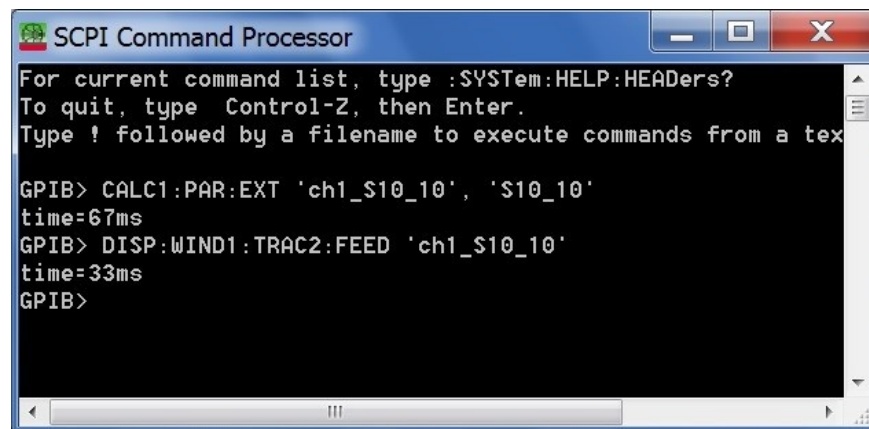 SCPI Command Processor
For current command list, type :SYSTem:HELP:HEADers?
To quit, type Control-Z, then Enter.
Type ! followed by a filename to execute commands from a tex
GPIB> CALC1:PAR:EXT 'ch1_S10_10', 'S10_10'
time=67ms
GPIB> DISP:WIND1:TRAC2:FEED 'ch1_S10_10'
time=33ms
GPIB>